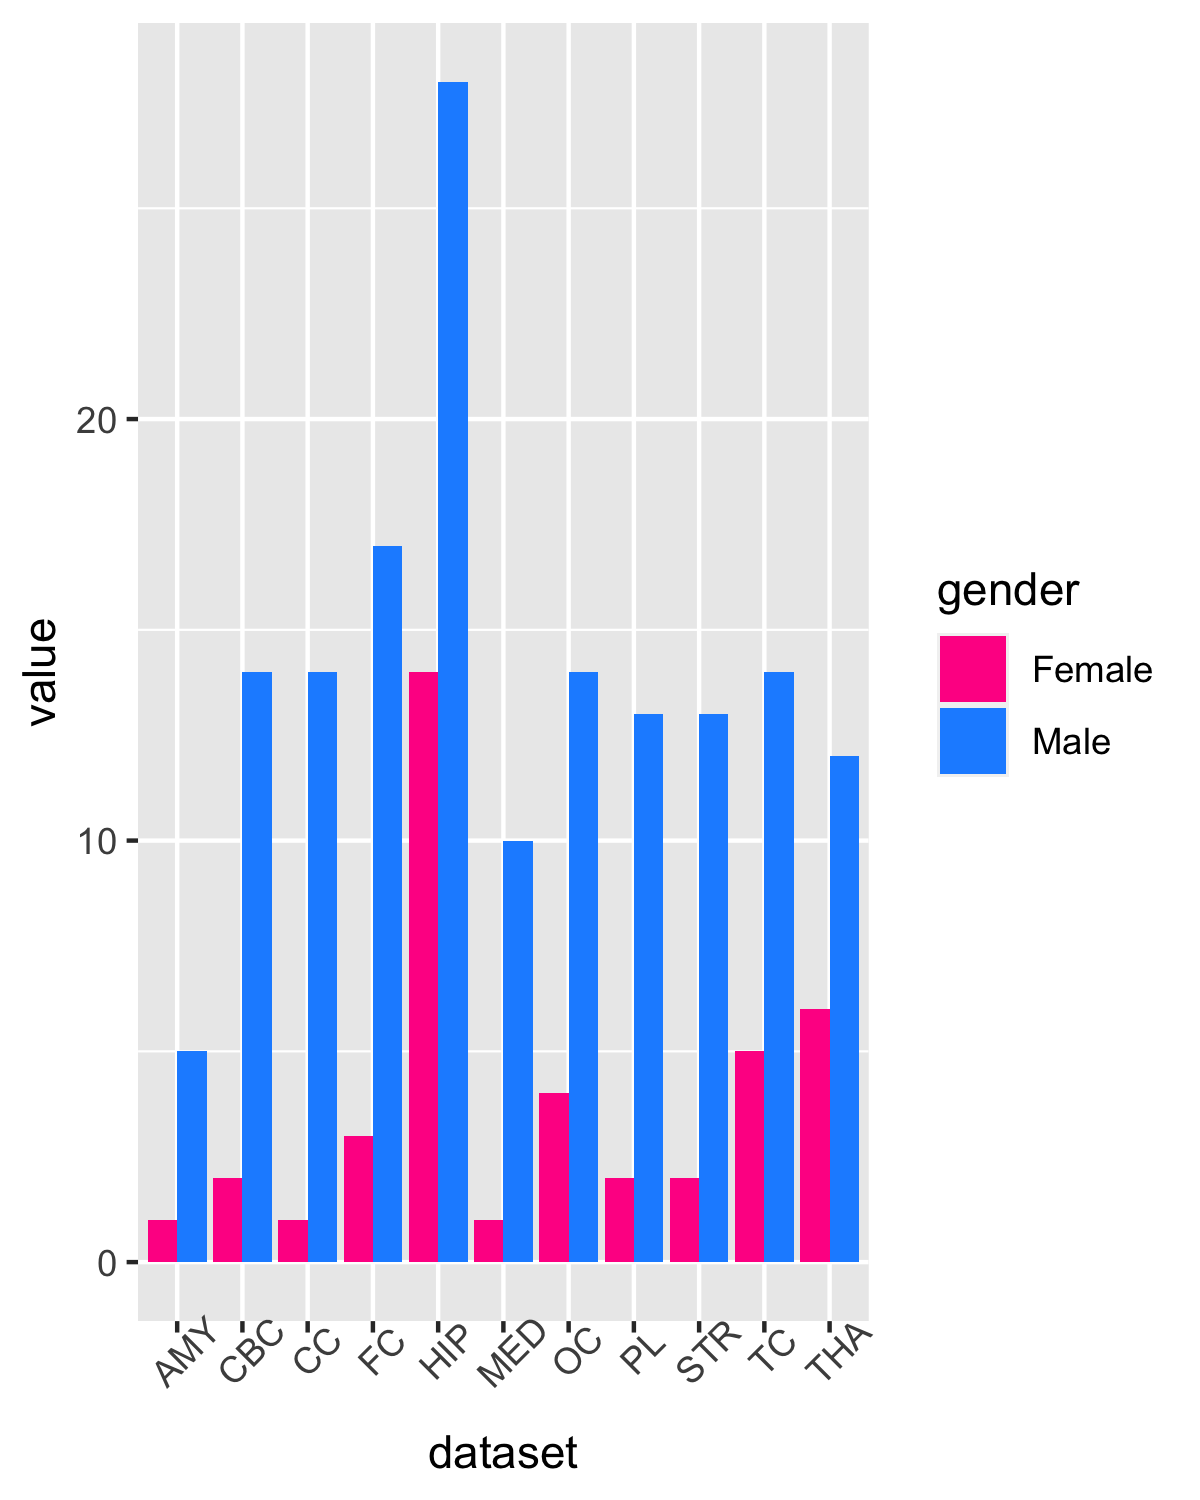 value
20
10
0
AMY
CBC
CC
FC
HIP
MED
OC
PL
STR
TC
THA
dataset
gender
Female
Male